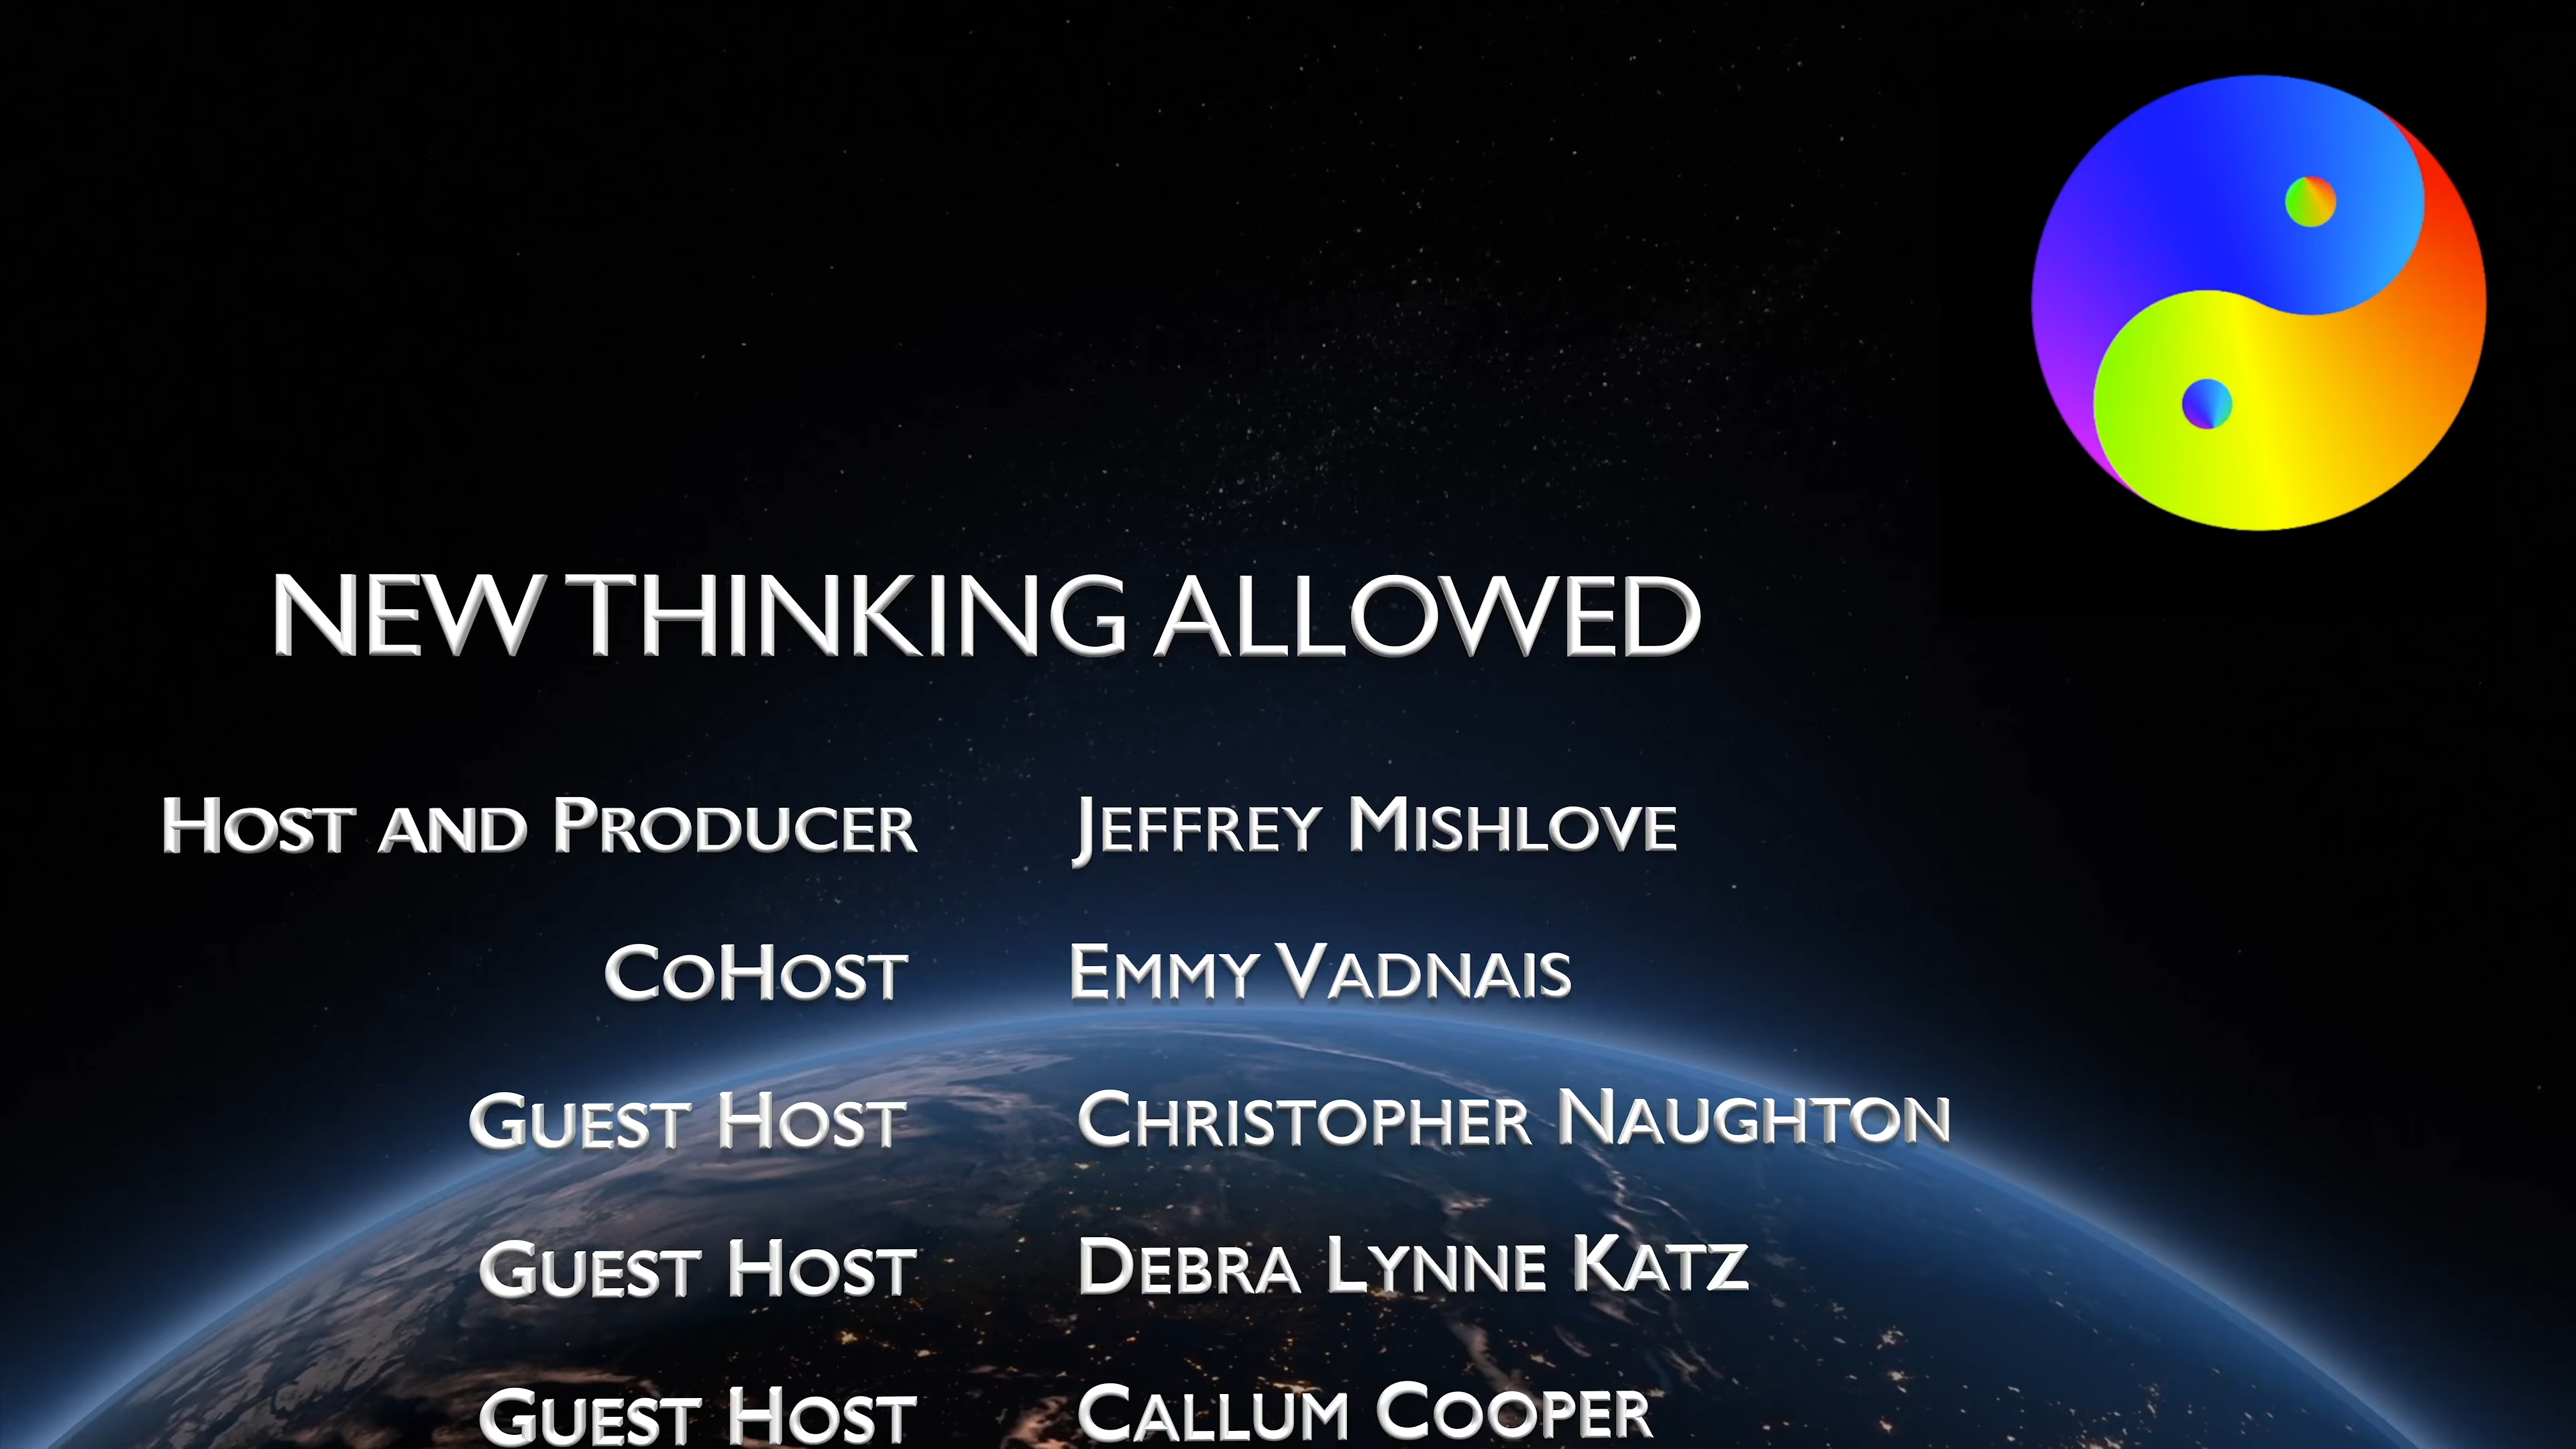 NEW THINKING ALLOWED
HOST AND PRODUCER JEFFREY MISHLOVE
COHOST EMMY VADNAIS
GUEST HOST CHRISTOPHER NAUGHTON
GUEST HOST DEBRA LYNNE KATZ
GUEST HOST CALLUM COOPER